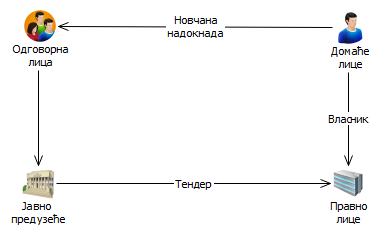 Новчана
надокнада
Одговорна
лица
Домаће
лице
Власник
Тендер
Јавно
предузеће
Правно
лице